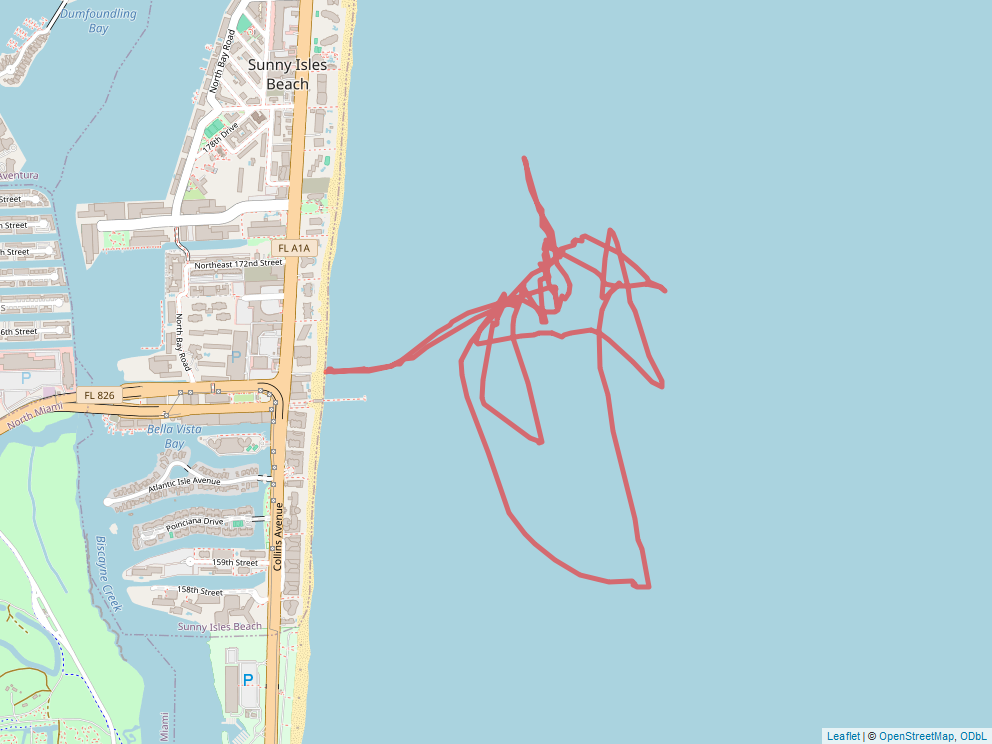 Dumfoundling
Bay
North Bay Road
Sunny Isles
Beach
178th Drive
Aventura
Street
h Street
th Street
S
6th Street
FL A1A
Northeast 172nd Street
North Bay Road
P
P
FL 826
North Miami
Bella Vista
Bay
Atlantic Isle Avenue
Poinciana Drive
Collins Avenue
Biscayne Creek
159th Street
158th Street
Sunny Isles Beach
P
Miami
Leaflet | © OpenStreetMap, ODbL